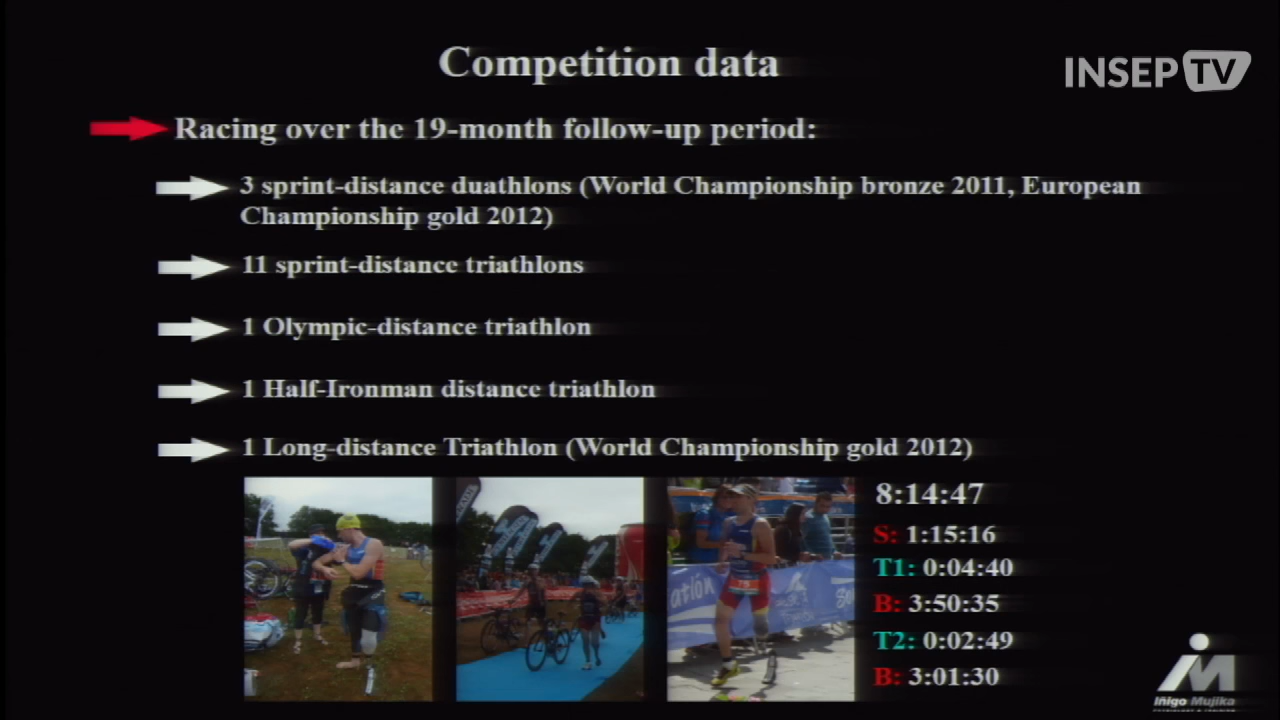 Competition data
INSEP TV
Racing over the 19-month follow-up period:
3 sprint-distance duathlons (World Championship bronze 2011, European
Championship gold 2012)
11 sprint-distance triathlons
1 Olympic-distance triathlon
1 Half-Ironman distance triathlon
1 Long-distance Triathlon (World Championship gold 2012)
8:14:47
S: 1:15:16
T1: 0:04:40
B: 3:50:35
T2: 0:02:49
B: 3:01:30
atlón
iM
Iñigo Mujika